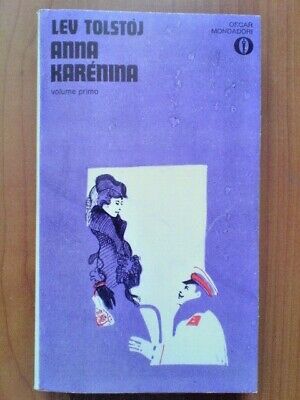 LEV TOLSTÓJ
ANNA
KARÉNINA
volume primo
OSCAR
MONDADORI